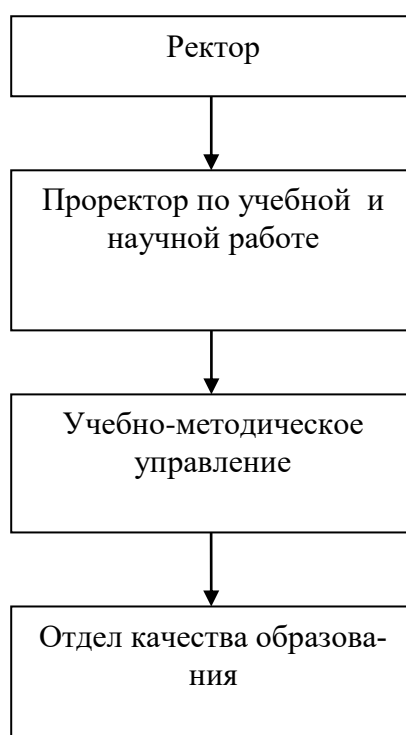 Ректор
Проректор по учебной и
научной работе
Учебно-методическое
управление
Отдел качества образова-
ния